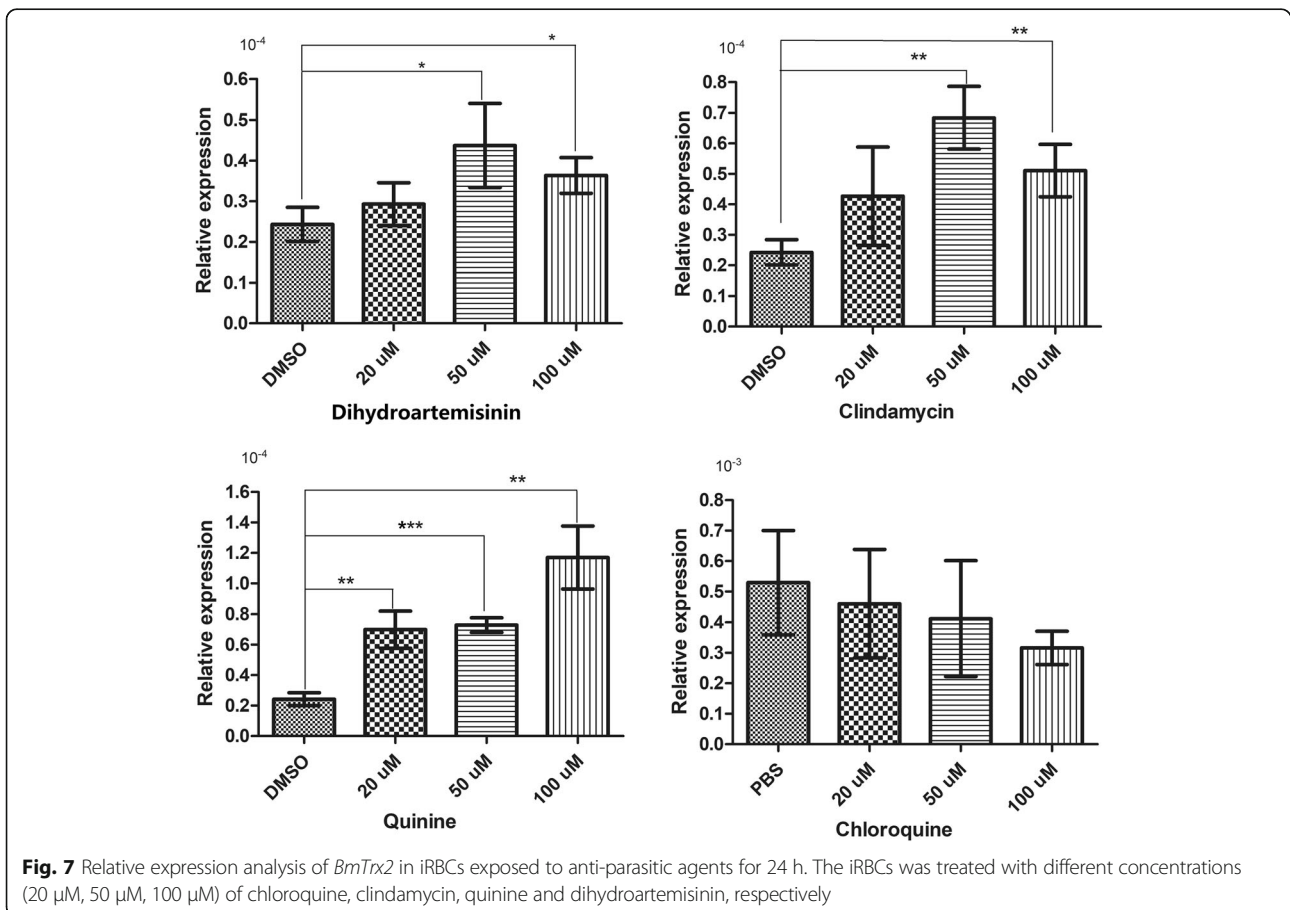 10-4
*
*
Relative expression
0.6
0.5
0.4
0.3
0.2
0.1
0.0
DMSO
20 uM
50 uM
100 uM
Dihydroartemisinin
10-4
**
**
Relative expression
0.8
0.7
0.6
0.5
0.4
0.3
0.2
0.1
0.0
DMSO
20 uM
50 uM
100 uM
Clindamycin
10-4
**
***
**
Relative expression
1.6
1.4
1.2
1.0
0.8
0.6
0.4
0.2
0.0
DMSO
20 uM
50 uM
100 uM
Quinine
10-3
Relative expression
0.8
0.7
0.6
0.5
0.4
0.3
0.2
0.1
0.0
PBS
20 uM
50 uM
100 uM
Chloroquine
Fig. 7 Relative expression analysis of BmTrx2 in iRBCs exposed to anti-parasitic agents for 24 h. The iRBCs was treated with different concentrations
(20 μM, 50 μM, 100 μM) of chloroquine, clindamycin, quinine and dihydroartemisinin, respectively